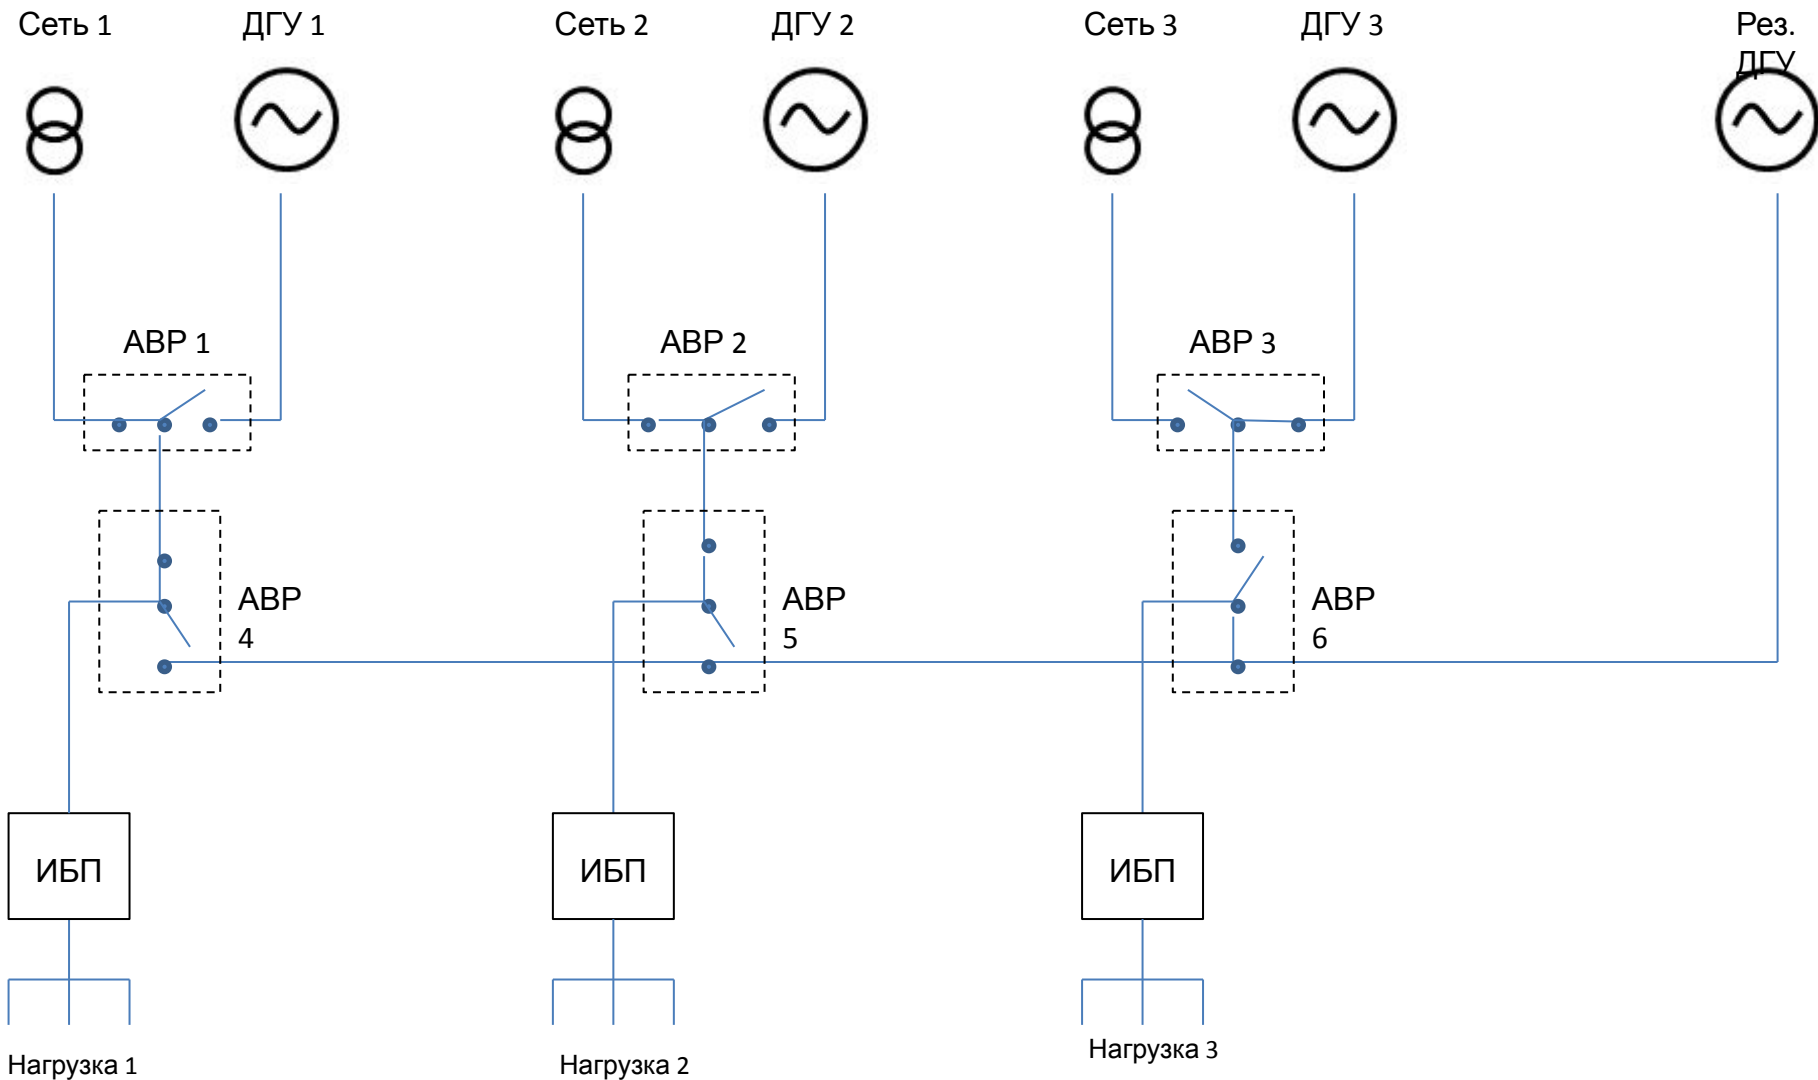 Сеть 1
ДГУ 1
Сеть 2
ДГУ 2
Сеть 3
ДГУ 3
Рез.
ДГУ
АВР 1
АВР 2
АВР 3
АВР
4
АВР
5
АВР
6
ИБП
ИБП
ИБП
Нагрузка 1
Нагрузка 2
Нагрузка 3